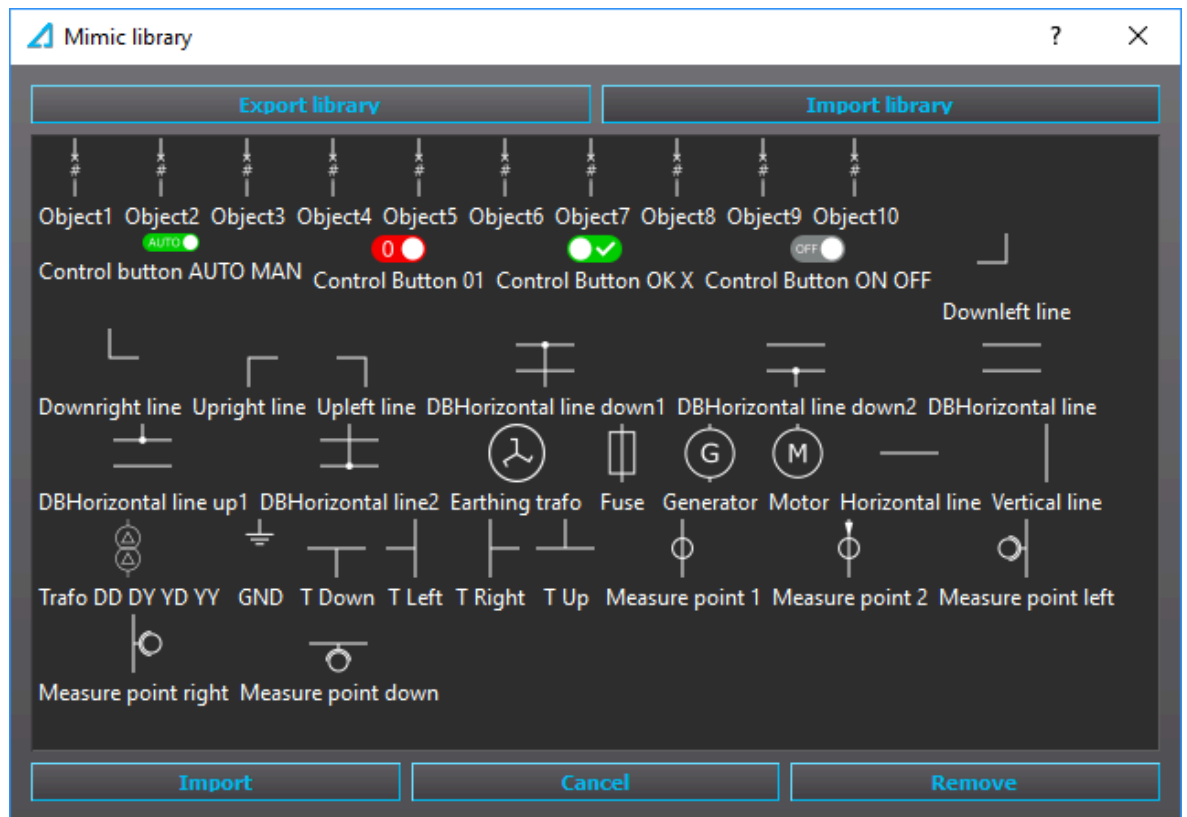 Mimic library ?
Export library Import library
Object1 Object2 Object3 Object4 Object5 Object6 Object7 Object8 Object9 Object10
AUTO 0 OFF
Control button AUTO MAN Control Button 01 Control Button OK X Control Button ON OFF
Downleft line
Downright line Upright line Upleft line DBHorizontal line down1 DBHorizontal line down2 DBHorizontal line
G M
DBHorizontal line up1 DBHorizontal line2 Earthing trafo Fuse Generator Motor Horizontal line Vertical line
Trafo DD DY YD YY GND T Down T Left T Right T Up Measure point 1 Measure point 2 Measure point left
Measure point right Measure point down
Import Cancel Remove